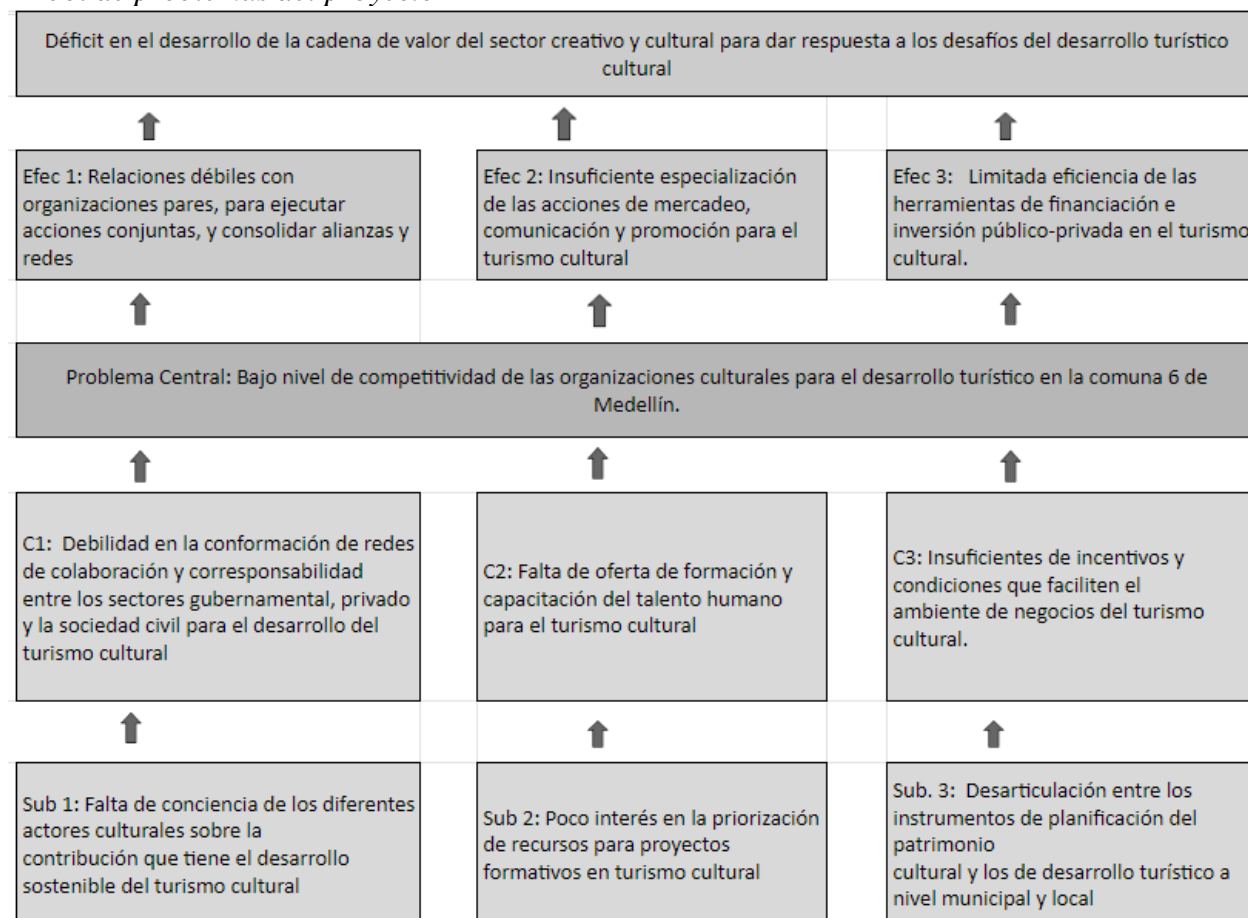 Déficit en el desarrollo de la cadena de valor del sector creativo y cultural para dar respuesta a los desafíos del desarrollo turístico
cultural
Efec 1: Relaciones débiles con
organizaciones pares, para ejecutar
acciones conjuntas, y consolidar alianzas y
redes
Efec 2: Insuficiente especialización
de las acciones de mercadeo,
comunicación y promoción para el
turismo cultural
Efec 3: Limitada eficiencia de las
herramientas de financiación e
inversión público-privada en el turismo
cultural.
Problema Central: Bajo nivel de competitividad de las organizaciones culturales para el desarrollo turístico en la comuna 6 de
Medellín.
C1: Debilidad en la conformación de redes
de colaboración y corresponsabilidad
entre los sectores gubernamental, privado
y la sociedad civil para el desarrollo del
turismo cultural
C2: Falta de oferta de formación y
capacitación del talento humano
para el turismo cultural
C3: Insuficientes de incentivos y
condiciones que faciliten el
ambiente de negocios del turismo
cultural.
Sub 1: Falta de conciencia de los diferentes
actores culturales sobre la
contribución que tiene el desarrollo
sostenible del turismo cultural
Sub 2: Poco interés en la priorización
de recursos para proyectos
formativos en turismo cultural
Sub. 3: Desarticulación entre los
instrumentos de planificación del
patrimonio
cultural y los de desarrollo turístico a
nivel municipal y local